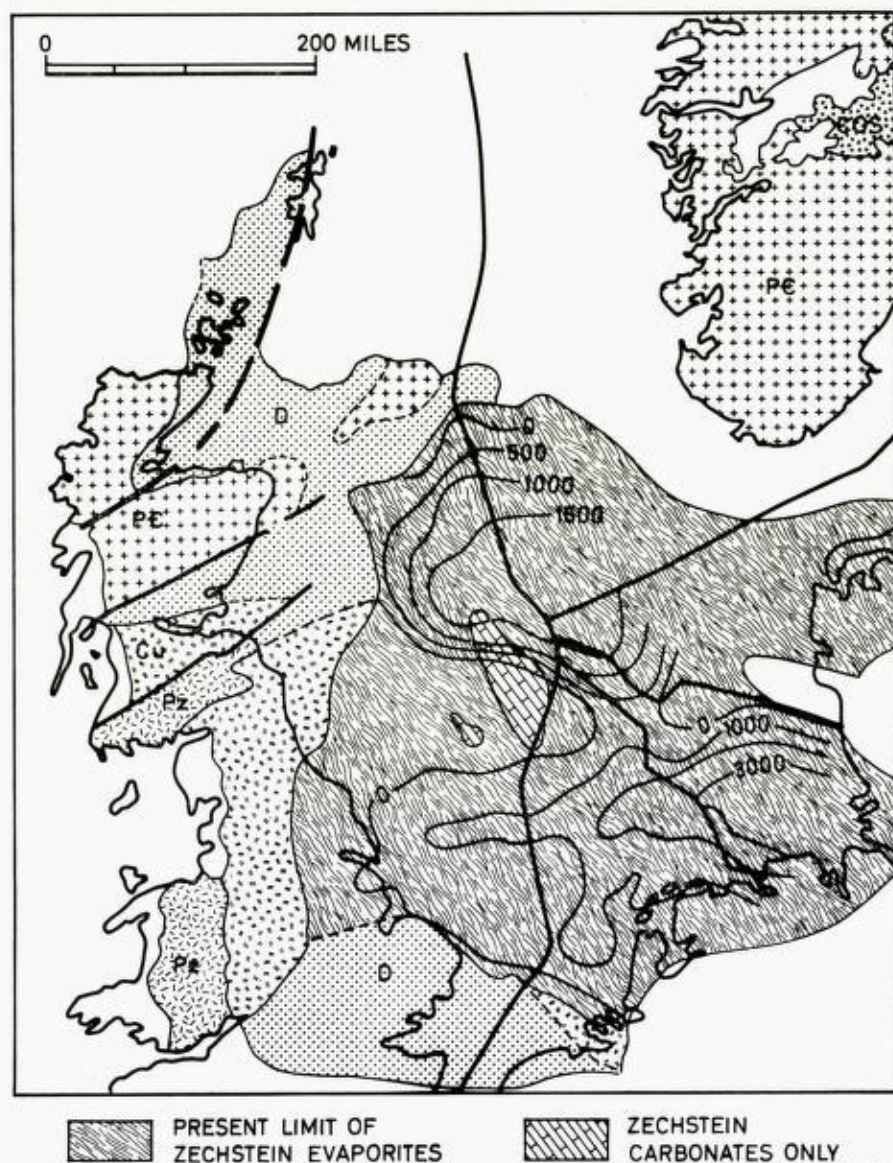 0 200 MILES
ЄOS
PЄ
D
0
500
1000
1500
PЄ
Cu
Pz
0 1000
3000
0
Pz
D
PRESENT LIMIT OF
ZECHSTEIN EVAPORITES
ZECHSTEIN
CARBONATES ONLY